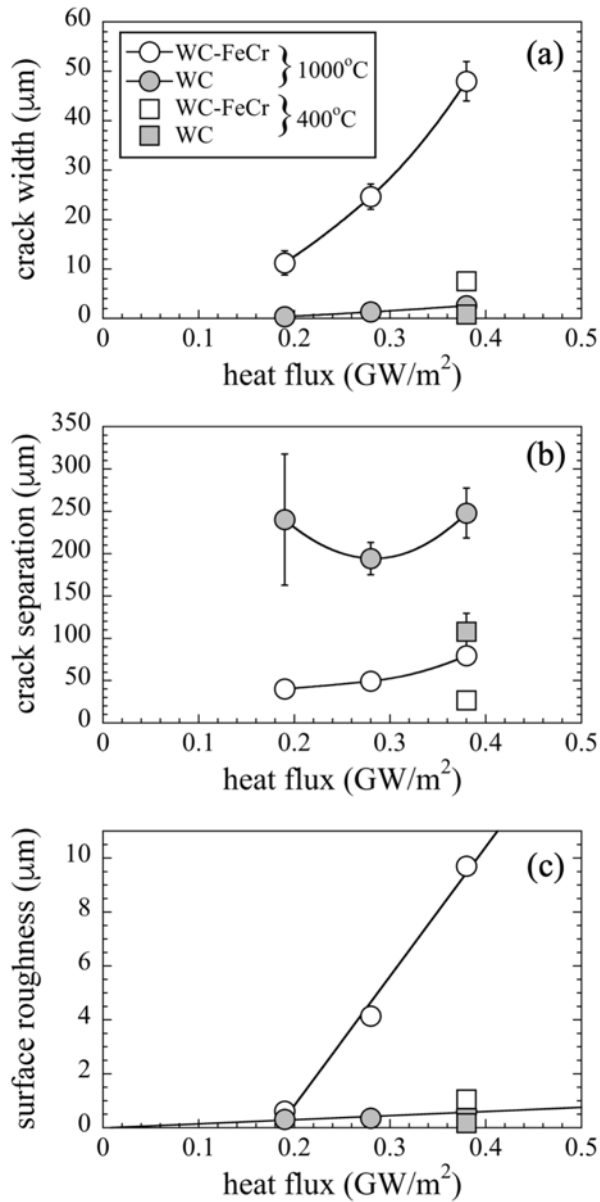 60
50
40
30
20
10
0
crack width (μm)
WC-FeCr
WC
} 1000°C
WC-FeCr
WC
} 400°C
(a)
0 0.1 0.2 0.3 0.4 0.5
heat flux (GW/m²)
350
300
250
200
150
100
50
0
crack separation (μm)
(b)
0 0.1 0.2 0.3 0.4 0.5
heat flux (GW/m²)
10
8
6
4
2
0
surface roughness (μm)
(c)
0 0.1 0.2 0.3 0.4 0.5
heat flux (GW/m²)